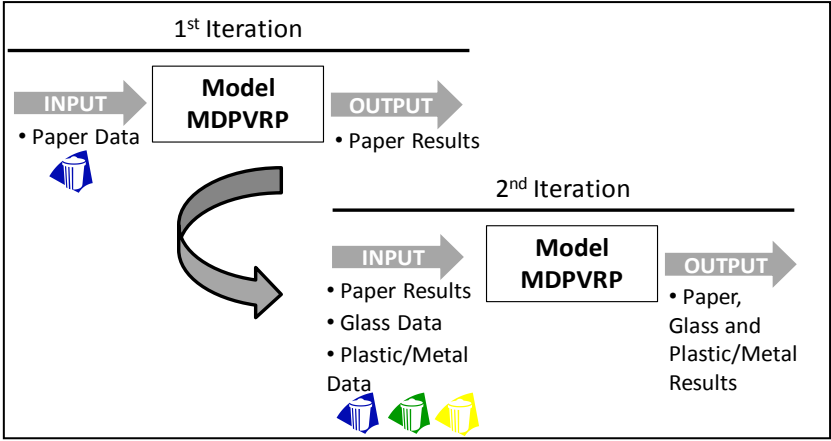 1st Iteration
INPUT
Model
MDPVRP
OUTPUT
• Paper Data
• Paper Results
2nd Iteration
INPUT
Model
MDPVRP
OUTPUT
• Paper Results
• Glass Data
• Plastic/Metal
Data
• Paper,
Glass and
Plastic/Metal
Results